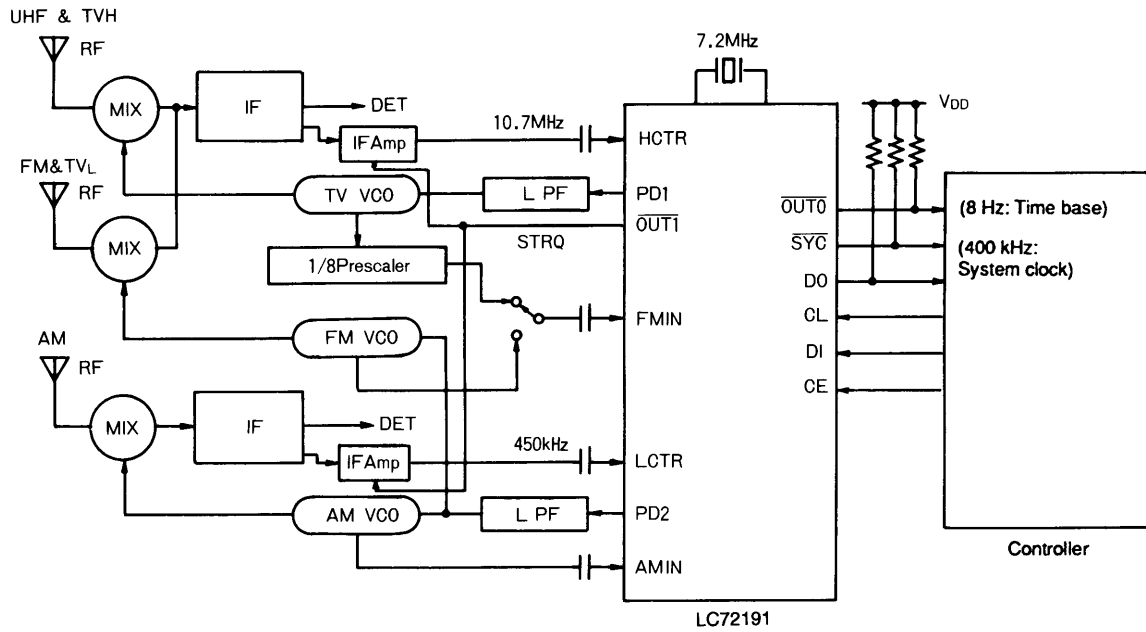 UHF & TVH
RF
MIX
IF
DET
IFAmp
10.7MHz
7.2MHz
HCTR
VDD
FM&TVL
RF
MIX
TV VCO
LPF
PD1
OUT1
STRQ
1/8Prescaler
FMIN
FM VCO
OUT0
SYC
DO
CL
DI
CE
(8 Hz: Time base)
(400 kHz:
System clock)
AM
RF
MIX
IF
DET
IFAmp
450kHz
LCTR
AM VCO
LPF
PD2
AMIN
Controller
LC72191